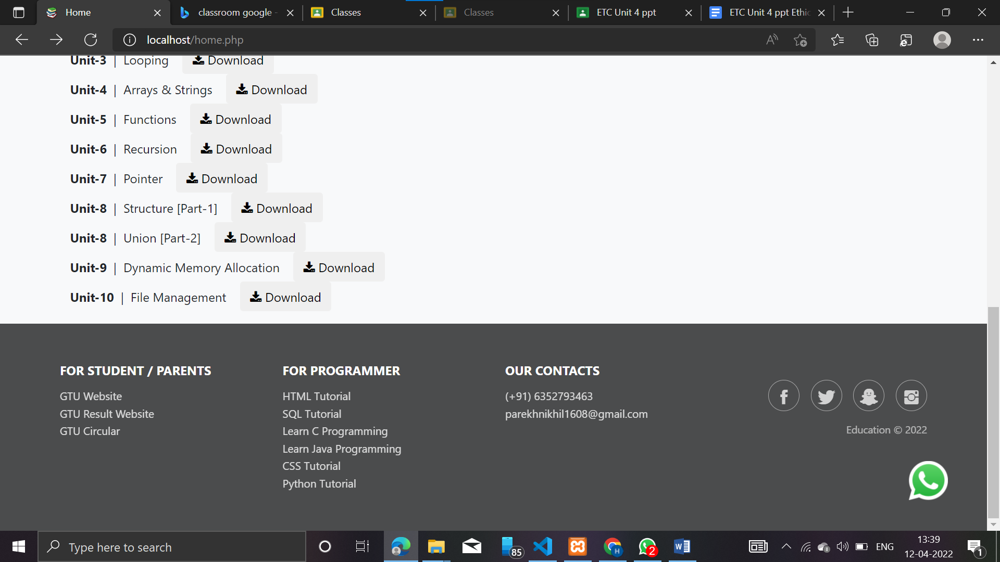 Home
classroom google -
Classes
Classes
ETC Unit 4 ppt
ETC Unit 4 ppt Ethic
localhost/home.php
Unit-3 | Looping Download
Unit-4 | Arrays & Strings Download
Unit-5 | Functions Download
Unit-6 | Recursion Download
Unit-7 | Pointer Download
Unit-8 | Structure [Part-1] Download
Unit-8 | Union [Part-2] Download
Unit-9 | Dynamic Memory Allocation Download
Unit-10 | File Management Download
FOR STUDENT / PARENTS
GTU Website
GTU Result Website
GTU Circular
FOR PROGRAMMER
HTML Tutorial
SQL Tutorial
Learn C Programming
Learn Java Programming
CSS Tutorial
Python Tutorial
OUR CONTACTS
(+91) 6352793463
parekhnikhil1608@gmail.com
Education © 2022
Type here to search
85
H
2
W
ENG
13:39
12-04-2022
1